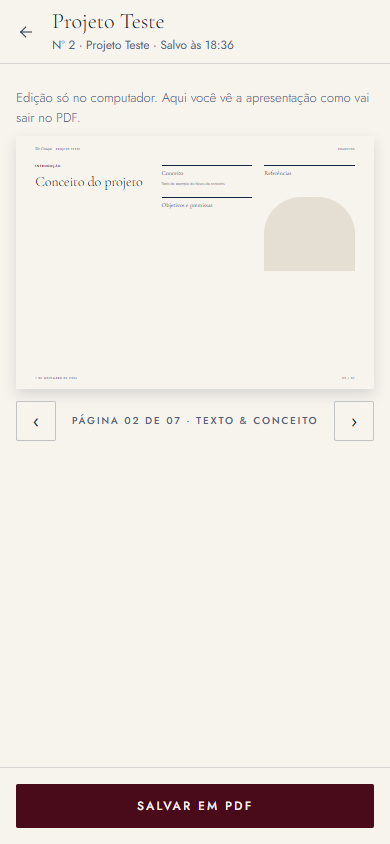 Projeto Teste
Nº 2 · Projeto Teste · Salvo às 18:36
Edição só no computador. Aqui você vê a apresentação como vai
sair no PDF.
INTRODUÇÃO
Conceito do projeto
Conceito
Objetivos e premissas
Referências
PÁGINA 02 DE 07 · TEXTO & CONCEITO
SALVAR EM PDF